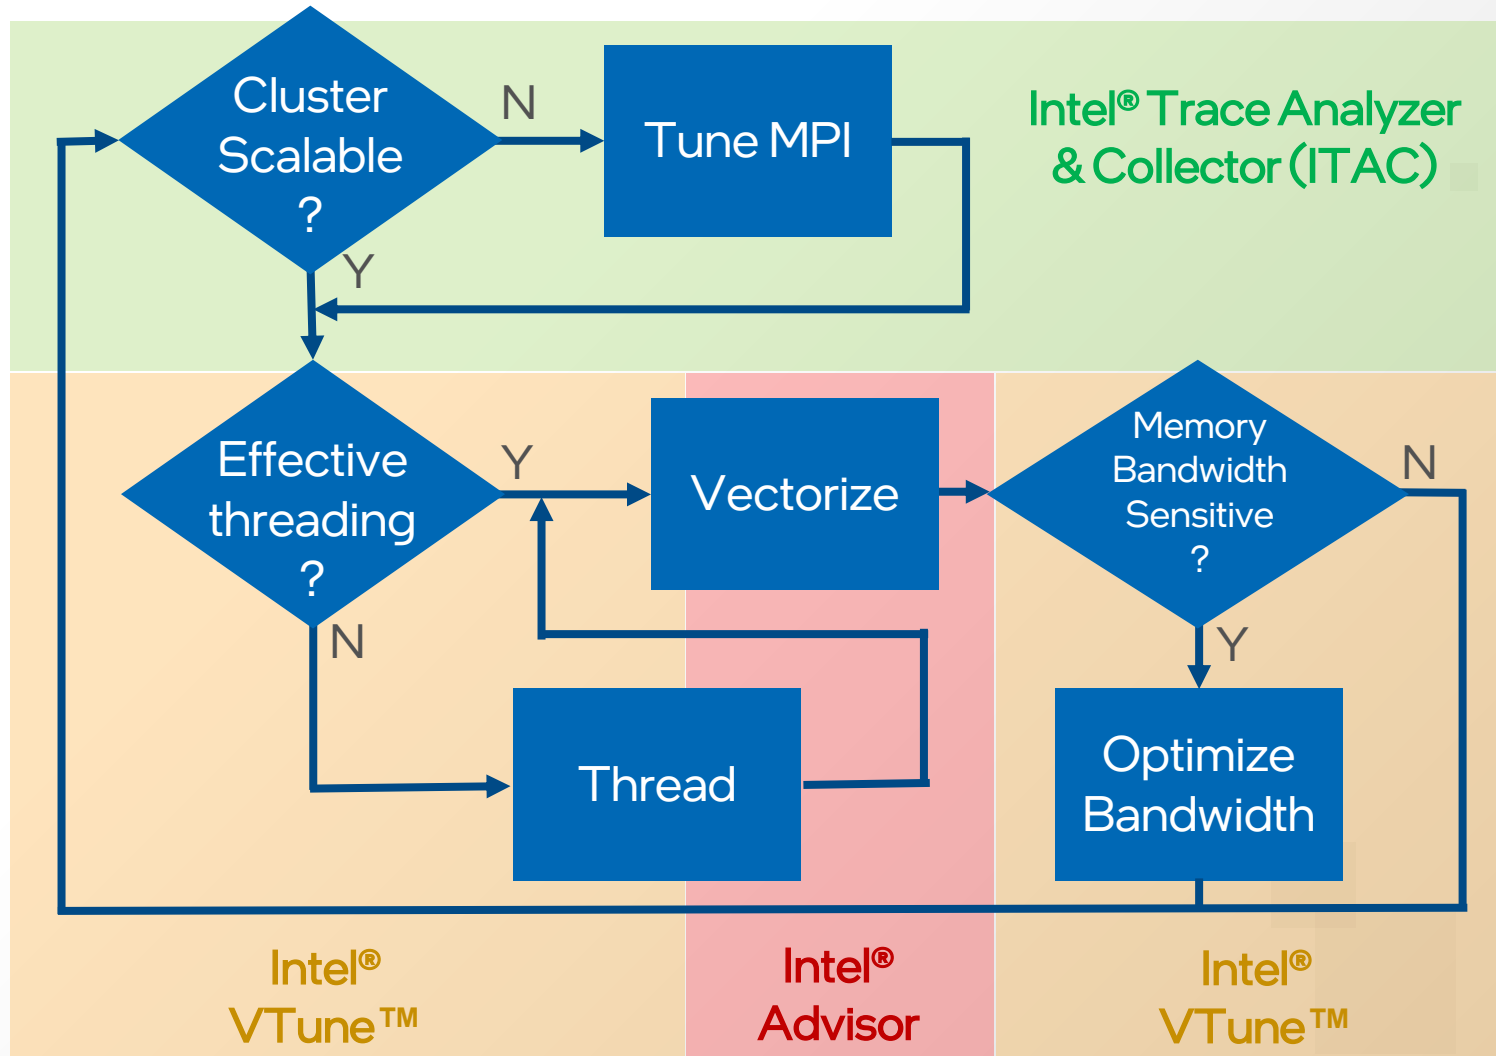 Cluster
Scalable
?
N
Tune MPI
Intel® Trace Analyzer
& Collector (ITAC)
Y
Effective
threading
?
Y
Vectorize
Memory
Bandwidth
Sensitive
?
N
N
Thread
Y
Optimize
Bandwidth
Intel®
VTune™
Intel®
Advisor
Intel®
VTune™